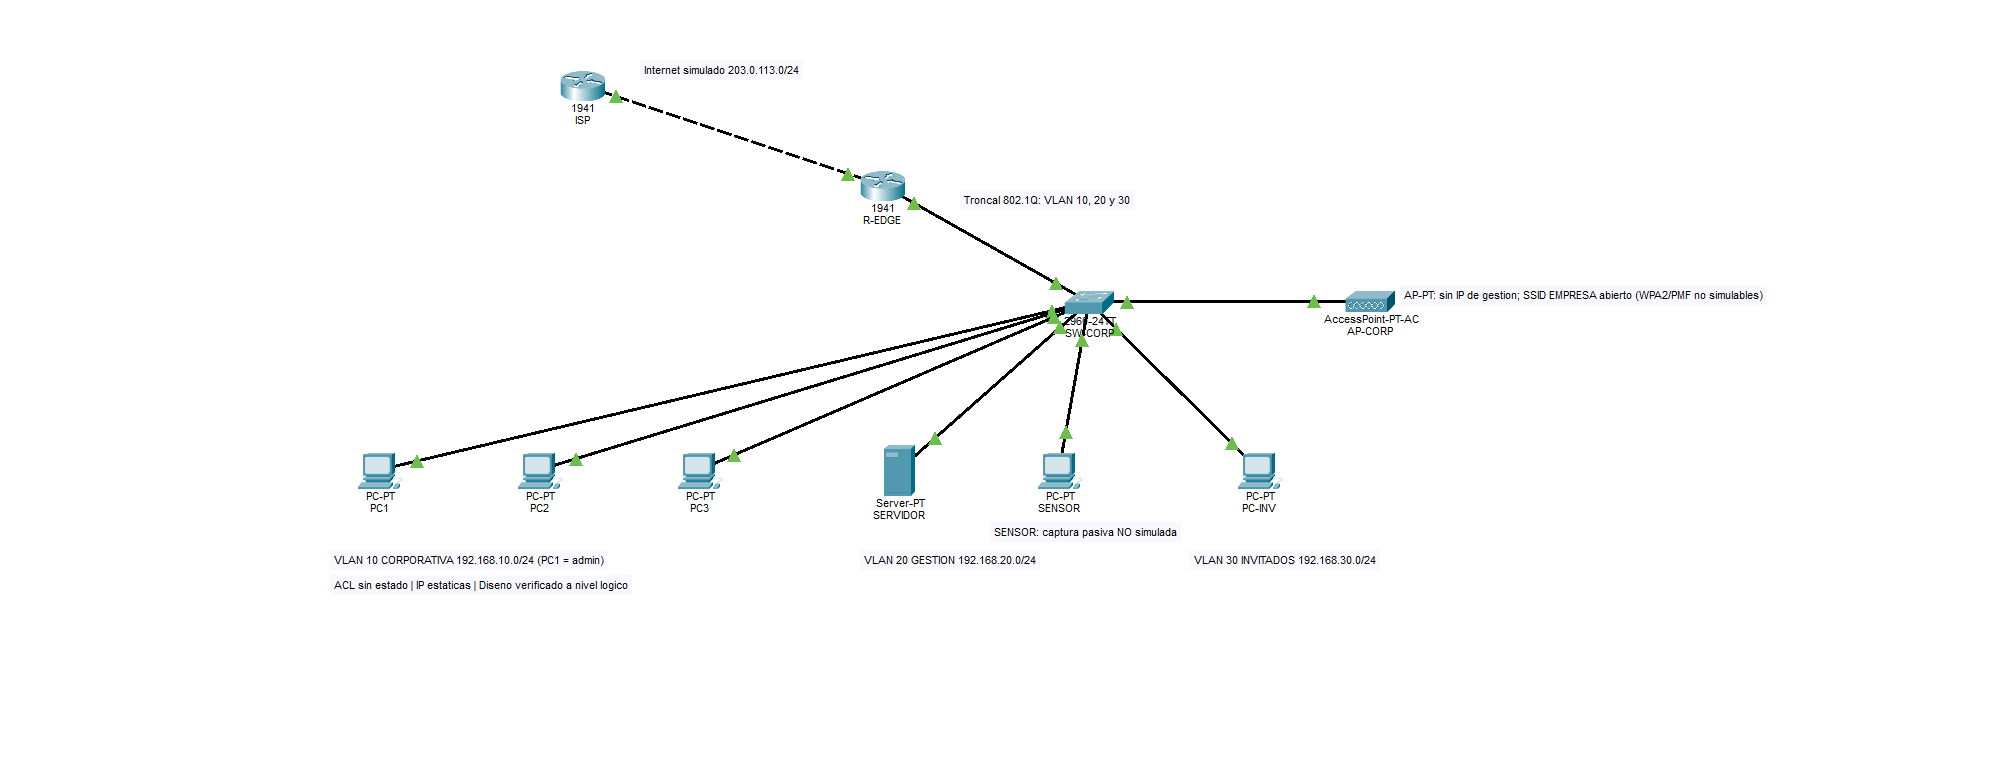 Internet simulado 203.0.113.0/24
1941
ISP
1941
R-EDGE
Troncal 802.1Q: VLAN 10, 20 y 30
AP-PT: sin IP de gestion; SSID EMPRESA abierto (WPA2/PMF no simulables)
2960-24TT
SW-CORP
AccessPoint-PT-AC
AP-CORP
PC-PT
PC1
PC-PT
PC2
PC-PT
PC3
Server-PT
SERVIDOR
PC-PT
SENSOR
PC-PT
PC-INV
SENSOR: captura pasiva NO simulada
VLAN 10 CORPORATIVA 192.168.10.0/24 (PC1 = admin)
VLAN 20 GESTION 192.168.20.0/24
VLAN 30 INVITADOS 192.168.30.0/24
ACL sin estado | IP estaticas | Diseno verificado a nivel logico